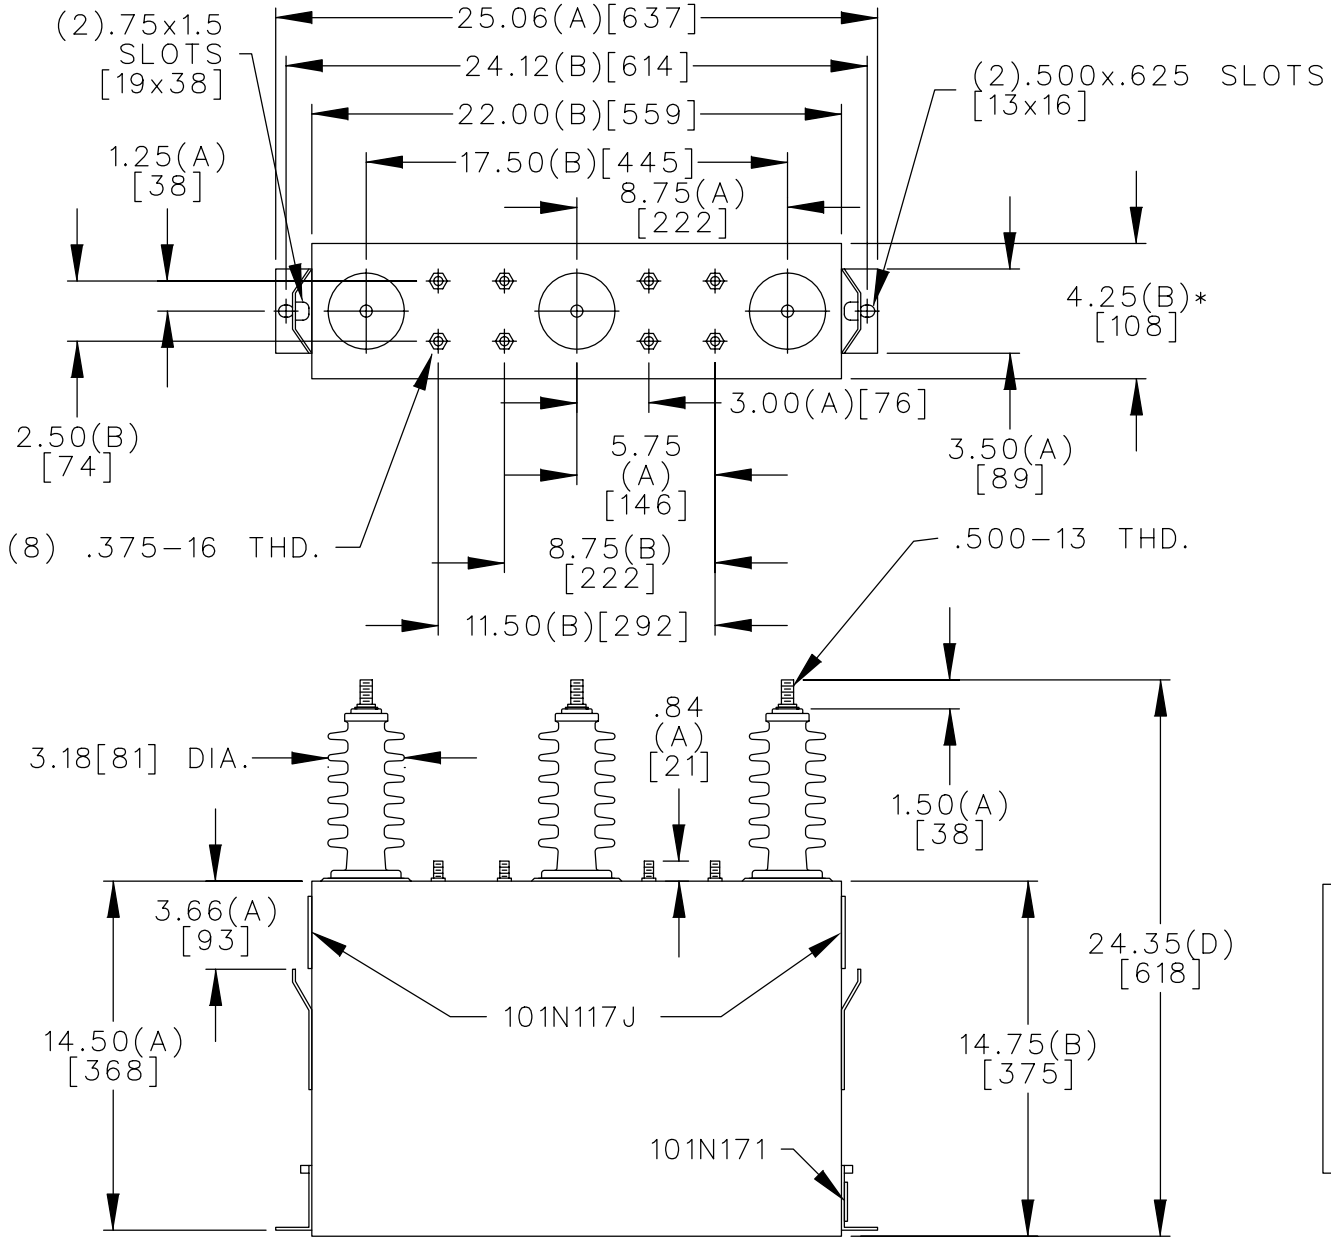 (2).75x1.5
SLOTS
[19x38]
25.06(A)[637]
24.12(B)[614]
22.00(B)[559]
17.50(B)[445]
8.75(A)
[222]
(2).500x.625 SLOTS
[13x16]
1.25(A)
[38]
4.25(B)*
[108]
2.50(B)
[74]
3.00(A)[76]
5.75
(A)
[146]
3.50(A)
[89]
(8) .375-16 THD.
8.75(B)
[222]
.500-13 THD.
11.50(B)[292]
.84
(A)
[21]
3.18[81] DIA.
1.50(A)
[38]
3.66(A)
[93]
24.35(D)
[618]
101N117J
14.50(A)
[368]
14.75(B)
[375]
101N171